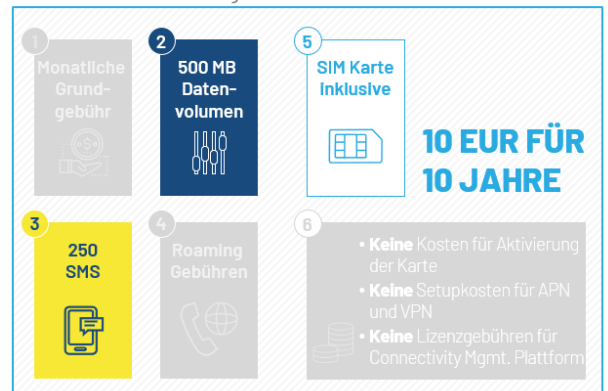 1
Monatliche
Grund-
gebühr
2
500 MB
Daten-
volumen
5
SIM Karte
Inklusive
10 EUR FÜR
10 JAHRE
3
250
SMS
4
Roaming
Gebühren
6
• Keine Kosten für Aktivierung
der Karte
• Keine Setupkosten für APN
und VPN
• Keine Lizenzgebühren für
Connectivity Mgmt. Plattform